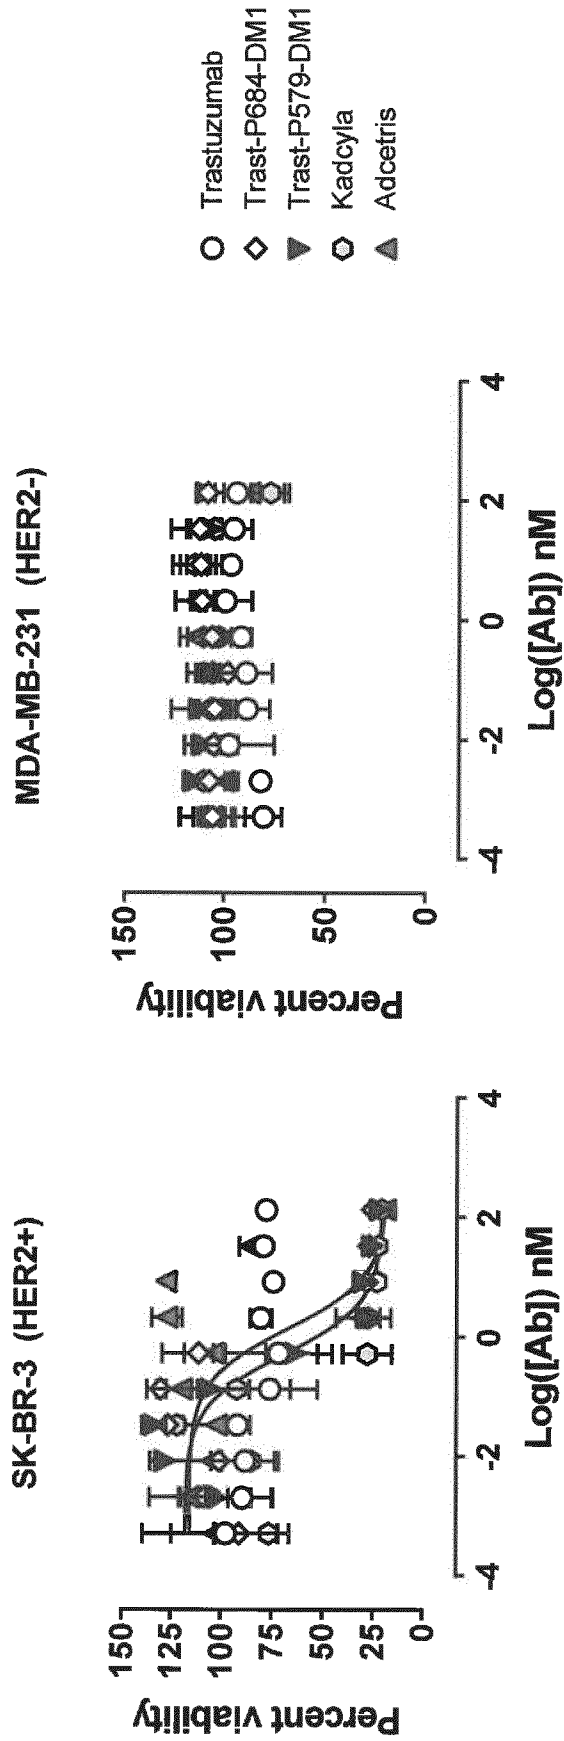 SK-BR-3 (HER2+)
Percent viability
150
125
100
75
50
25
0
-4
-2
0
2
4
Log([Ab]) nM
MDA-MB-231 (HER2-)
Percent viability
150
100
50
0
-4
-2
0
2
4
Log([Ab]) nM
Trastuzumab
Trast-P684-DM1
Trast-P579-DM1
Kadcyla
Adcetris